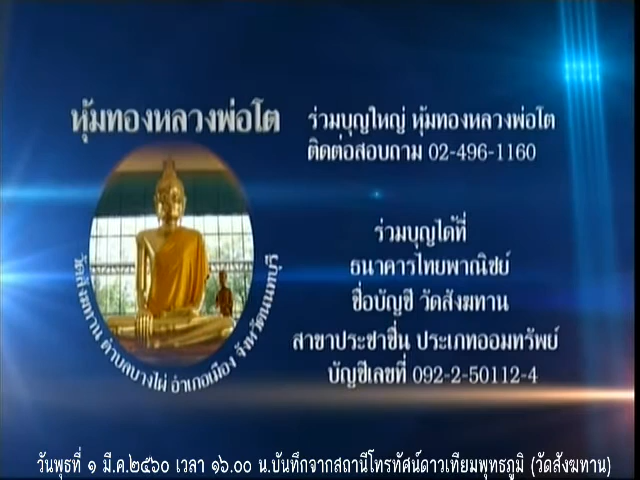 หุ้มทองหลวงพ่อโต
วัดสังฆทาน ตำบลบางไผ่ อำเภอเมือง จังหวัดนนทบุรี
ร่วมบุญใหญ่ หุ้มทองหลวงพ่อโต
ติดต่อสอบถาม 02-496-1160
ร่วมบุญได้ที่
ธนาคารไทยพาณิชย์
ชื่อบัญชี วัดสังฆทาน
สาขาประชาชื่น ประเภทออมทรัพย์
บัญชีเลขที่ 092-2-50112-4
วันพุธที่ ๑ มี.ค.๒๕๖๐ เวลา ๑๖.๐๐ น.บันทึกจากสถานีโทรทัศน์ดาวเทียมพุทธภูมิ (วัดสังฆทาน)